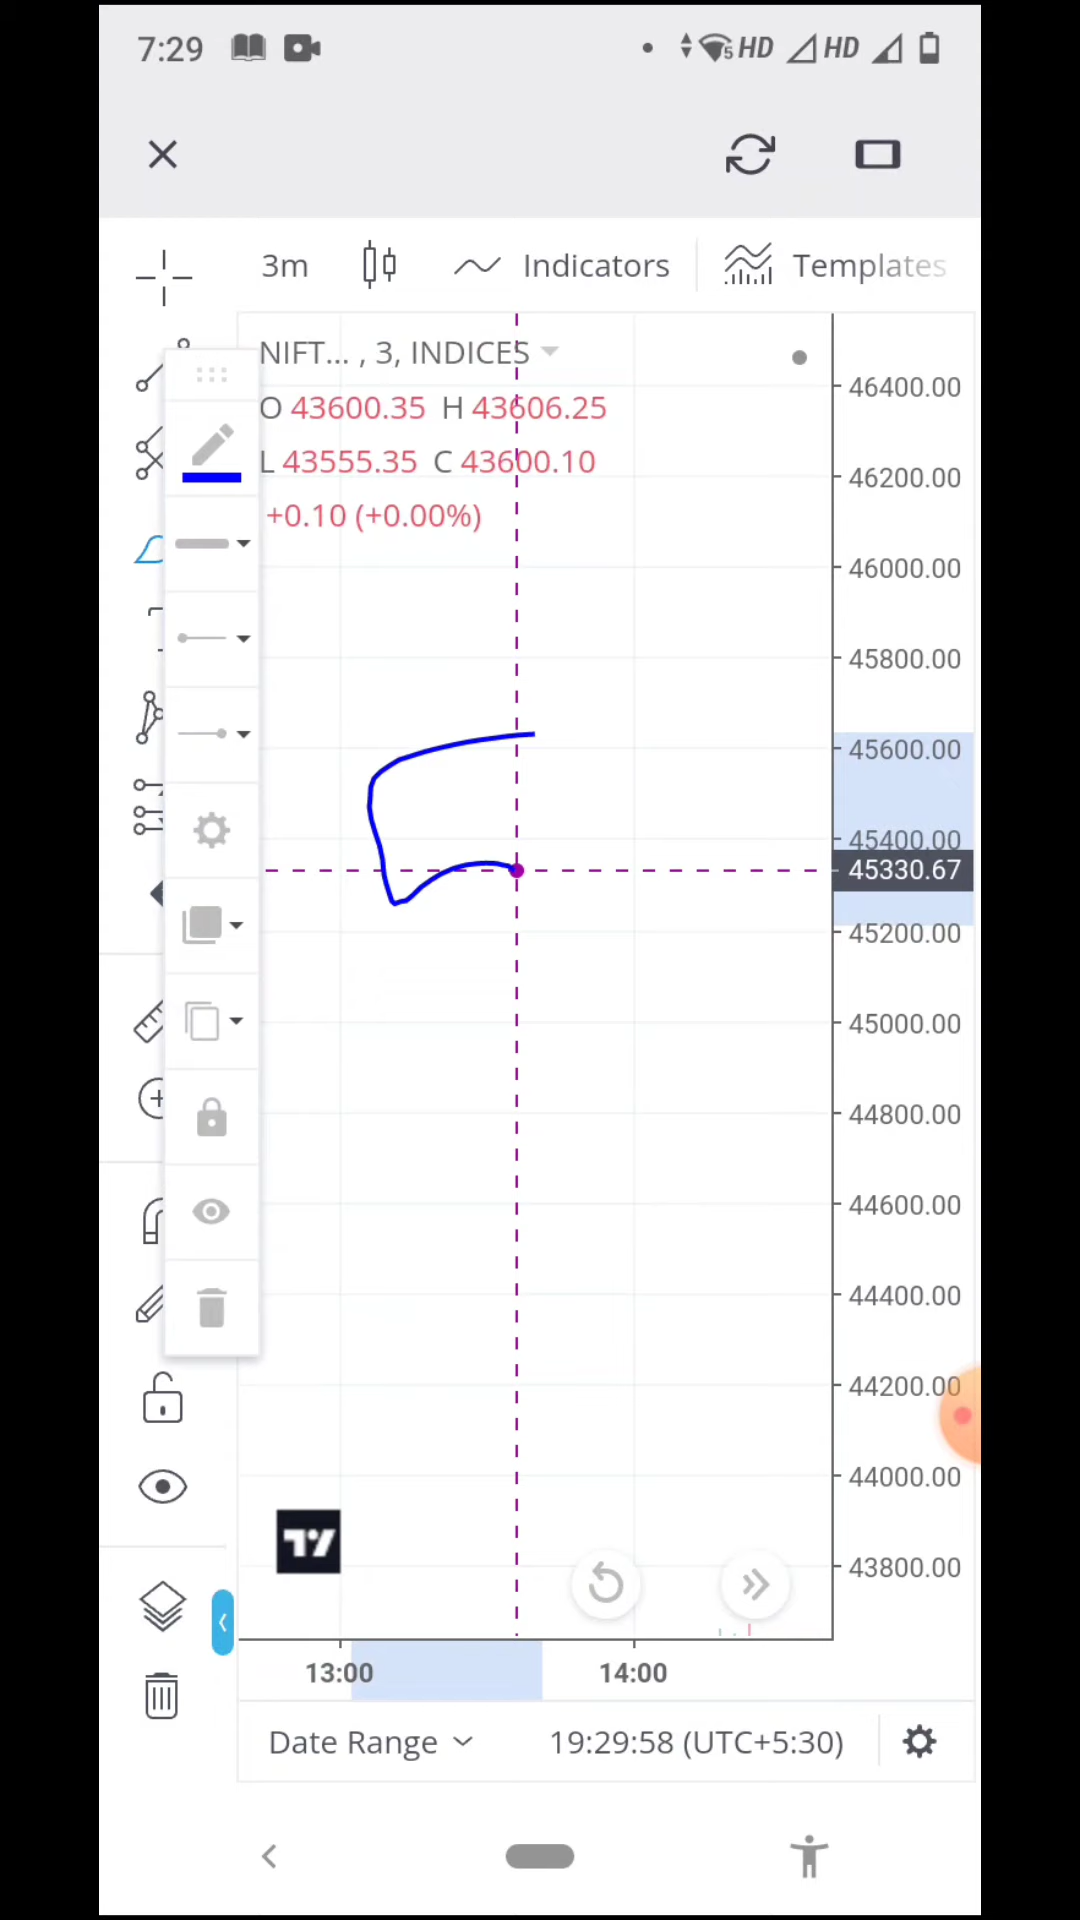 7:29 5 HD HD
3m Indicators Templates
NIFT... , 3, INDICES
O 43600.35 H 43606.25
L 43555.35 C 43600.10
+0.10 (+0.00%)
46400.00
46200.00
46000.00
45800.00
45600.00
45400.00
45330.67
45200.00
45000.00
44800.00
44600.00
44400.00
44200.00
44000.00
43800.00
13:00 14:00
Date Range 19:29:58 (UTC+5:30)